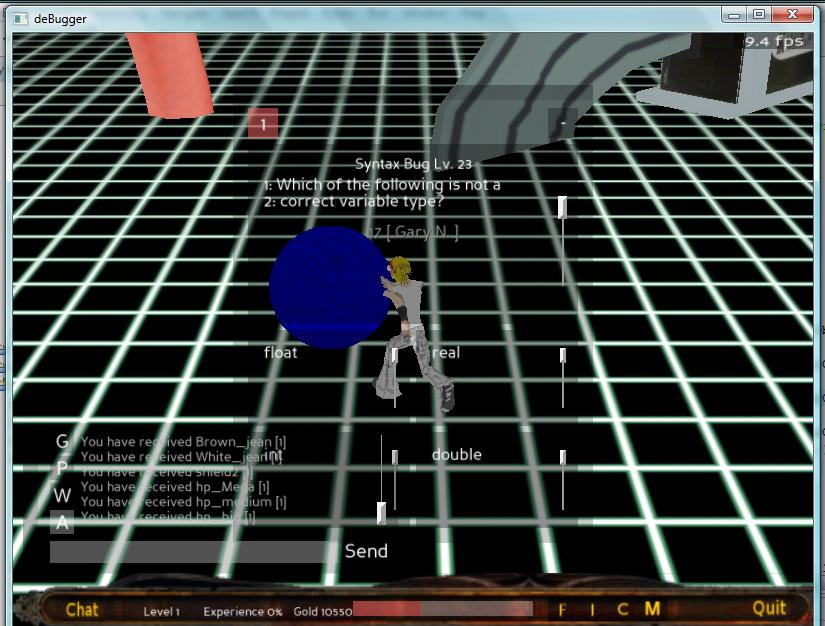 deBugger
9.4 fps
1
-
Syntax Bug Lv. 23
1: Which of the following is not a
2: correct variable type?
17 [ Gary N. ]
float
real
int
double
G
P
W
A
You have received Brown_jean [1]
You have received White_jean [1]
You have received Shield2 [1]
You have received hp_Mega [1]
You have received hp_medium [1]
You have received hp_big [1]
Send
Chat
Level 1
Experience 0%
Gold 10550
F I C M
Quit